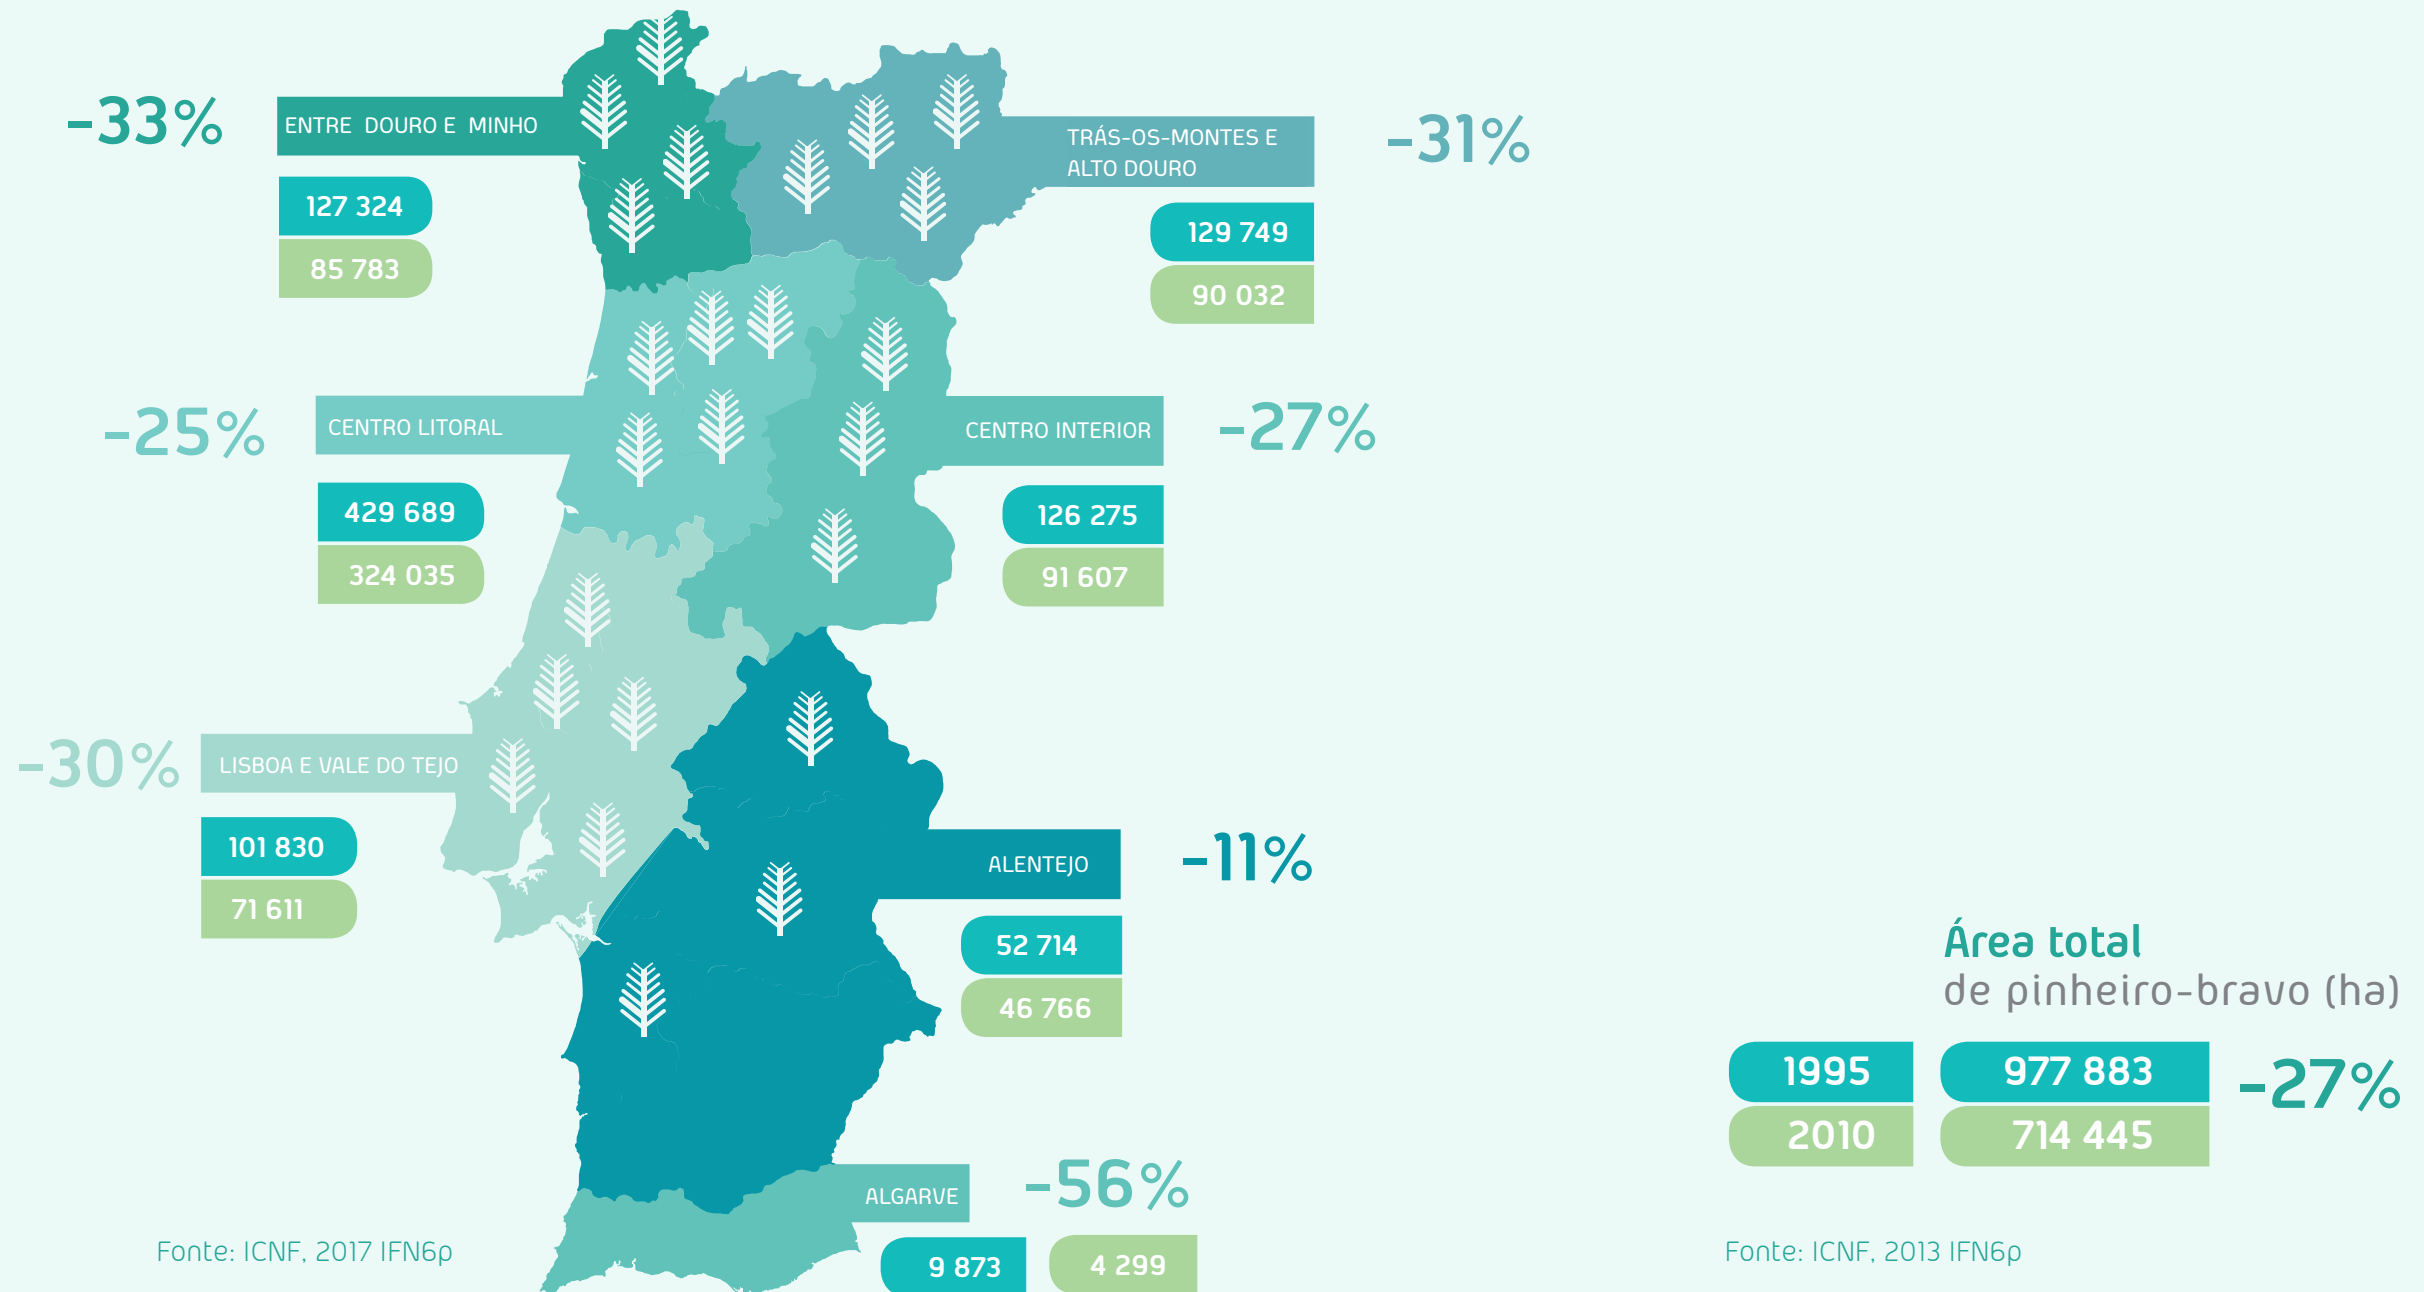 -33%
ENTRE DOURO E MINHO
127 324
85 783
TRÁS-OS-MONTES E
ALTO DOURO
-31%
129 749
90 032
-25%
CENTRO LITORAL
429 689
324 035
CENTRO INTERIOR
-27%
126 275
91 607
-30%
LISBOA E VALE DO TEJO
101 830
71 611
ALENTEJO
-11%
52 714
46 766
ALGARVE
-56%
9 873
4 299
Área total
de pinheiro-bravo (ha)
1995
977 883
2010
714 445
-27%
Fonte: ICNF, 2017 IFN6p
Fonte: ICNF, 2013 IFN6p